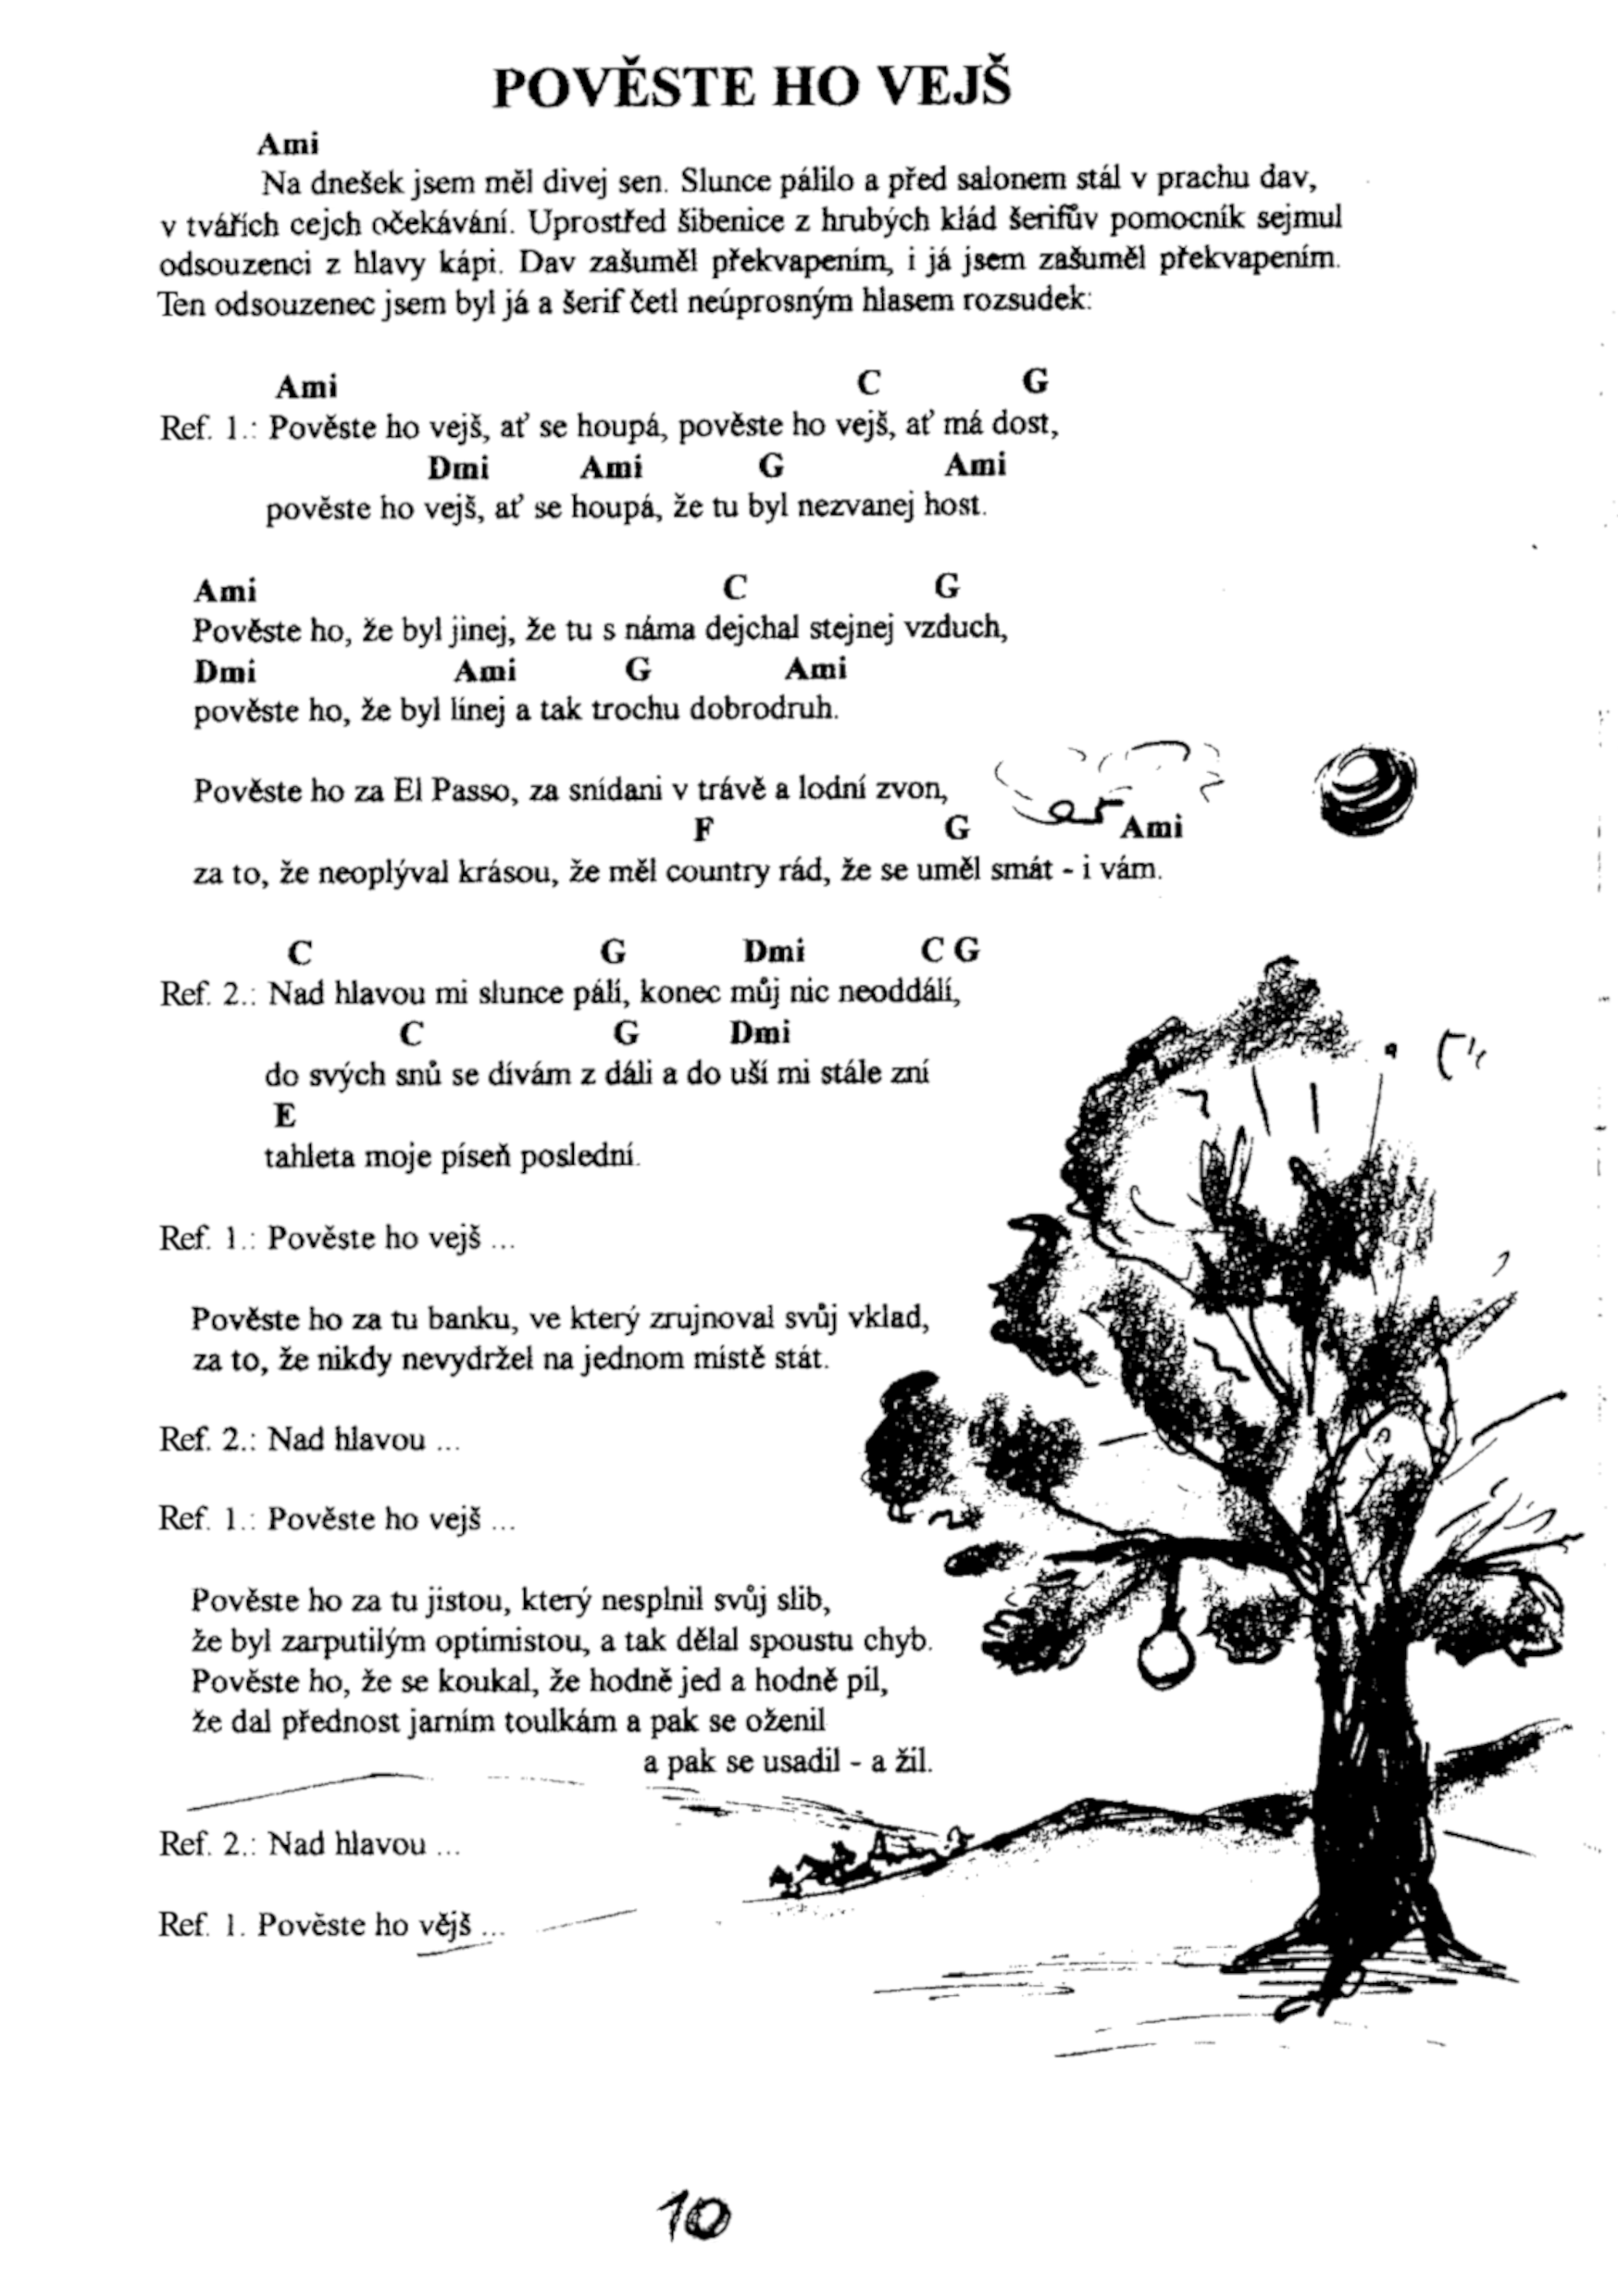 POVĚSTE HO VEJŠ
Ami
Na dnešek jsem měl divej sen. Slunce pálilo a před salonem stál v prachu dav,
v tvářích cejch očekávání. Uprostřed šibenice z hrubých klád šerifův pomocník sejmul
odsouzenci z hlavy kápi. Dav zašuměl překvapením, i já jsem zašuměl překvapením.
Ten odsouzenec jsem byl já a šerif četl neúprosným hlasem rozsudek:
Ami C G
Ref. 1.: Pověste ho vejš, ať se houpá, pověste ho vejš, ať má dost,
Dmi Ami G Ami
pověste ho vejš, ať se houpá, že tu byl nezvanej host.
Ami C G
Pověste ho, že byl jinej, že tu s náma dejchal stejnej vzduch,
Dmi Ami G Ami
pověste ho, že byl línej a tak trochu dobrodruh.
Pověste ho za El Passo, za snídani v trávě a lodní zvon,
F G Ami
za to, že neoplýval krásou, že měl country rád, že se uměl smát - i vám.
C G Dmi C G
Ref. 2.: Nad hlavou mi slunce pálí, konec můj nic neoddálí,
C G Dmi
do svých snů se dívám z dáli a do uší mi stále zní
E
tahleta moje píseň poslední.
Ref. 1.: Pověste ho vejš ...
Pověste ho za tu banku, ve který zrujnoval svůj vklad,
za to, že nikdy nevydržel na jednom místě stát.
Ref. 2.: Nad hlavou ...
Ref. 1.: Pověste ho vejš ...
Pověste ho za tu jistou, který nesplnil svůj slib,
že byl zarputilým optimistou, a tak dělal spoustu chyb.
Pověste ho, že se koukal, že hodně jed a hodně pil,
že dal přednost jarním toulkám a pak se oženil
a pak se usadil - a žil.
Ref. 2.: Nad hlavou ...
Ref. 1. Pověste ho vějš ...
10